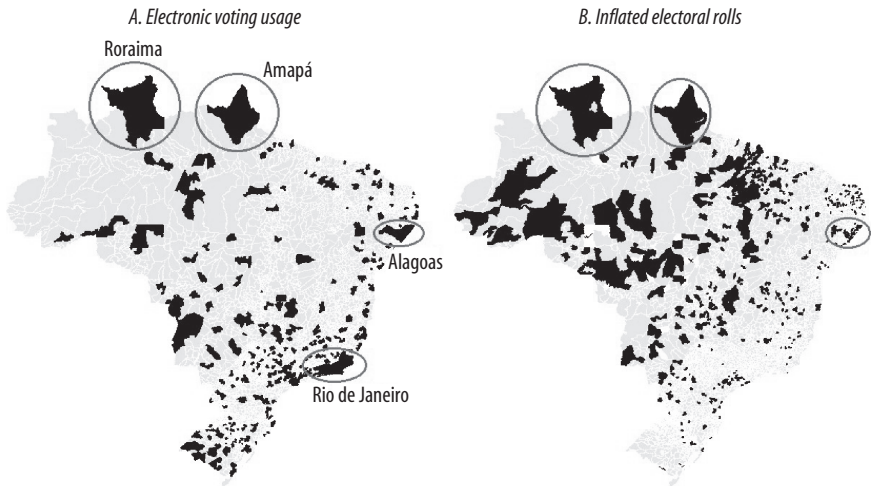 A. Electronic voting usage
B. Inflated electoral rolls
Roraima
Amapá
Alagoas
Rio de Janeiro